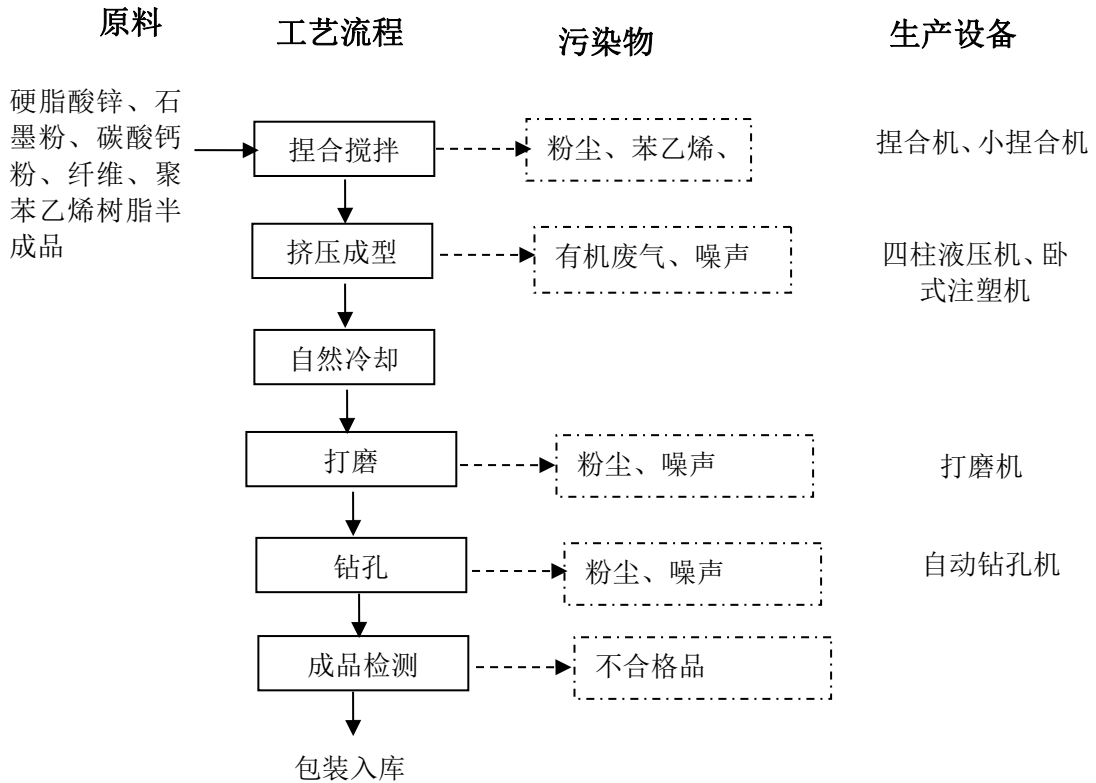 原料
工艺流程
污染物
生产设备
硬脂酸锌、石
墨粉、碳酸钙
粉、纤维、聚
苯乙烯树脂半
成品
捏合搅拌
粉尘、苯乙烯、
捏合机、小捏合机
挤压成型
有机废气、噪声
四柱液压机、卧
式注塑机
自然冷却
打磨
粉尘、噪声
打磨机
钻孔
粉尘、噪声
自动钻孔机
成品检测
不合格品
包装入库